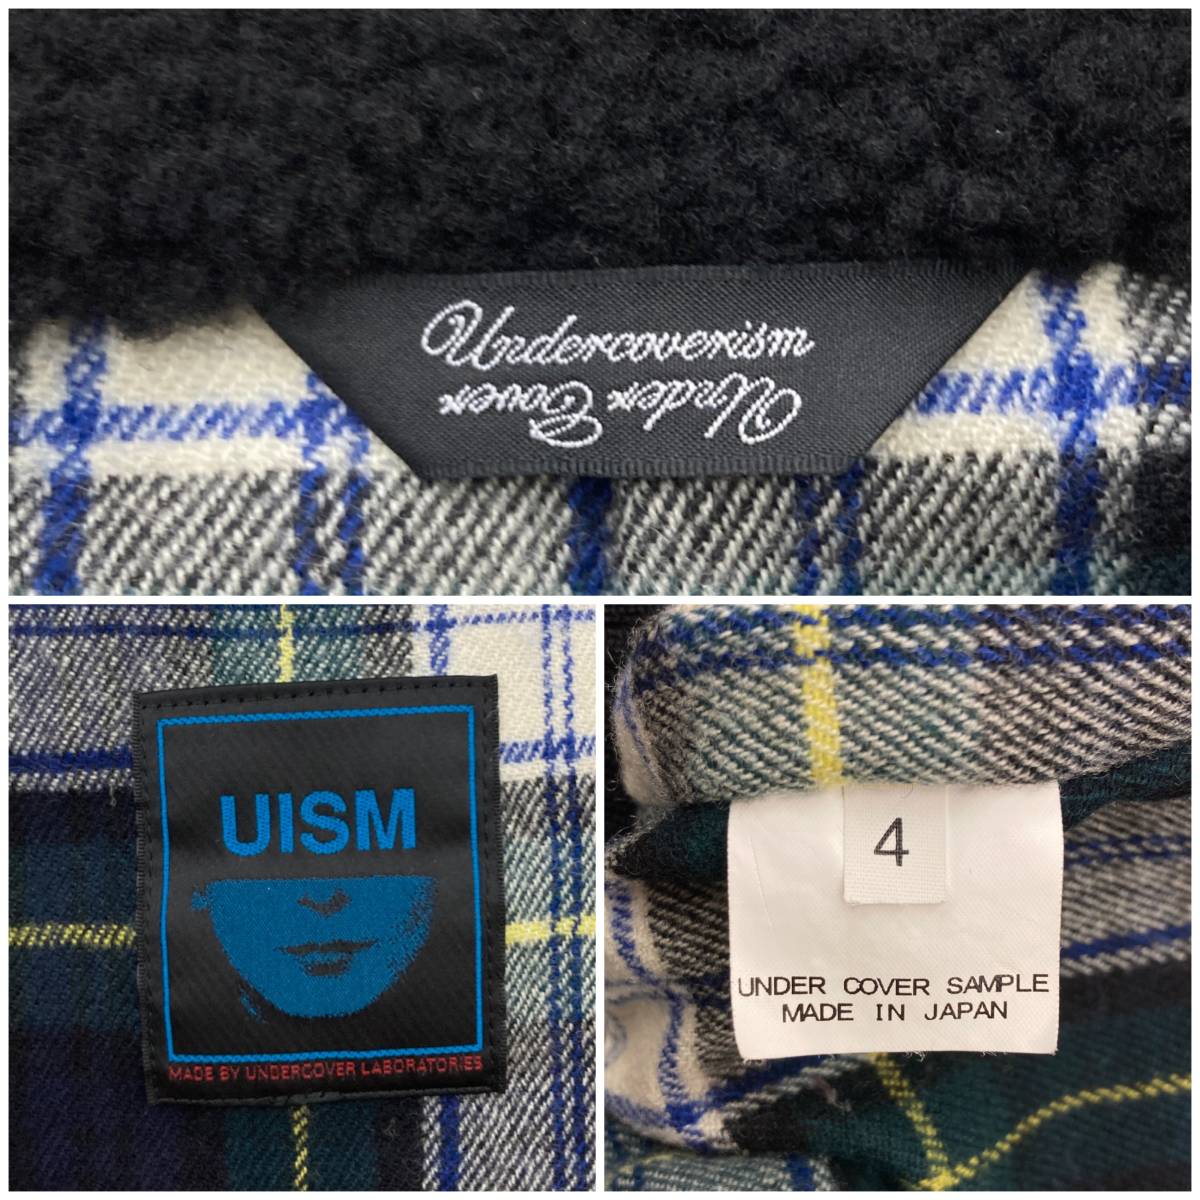 Undercoverism
Under Cover
UISM
MADE BY UNDERCOVER LABORATORIES
4
UNDER COVER SAMPLE
MADE IN JAPAN